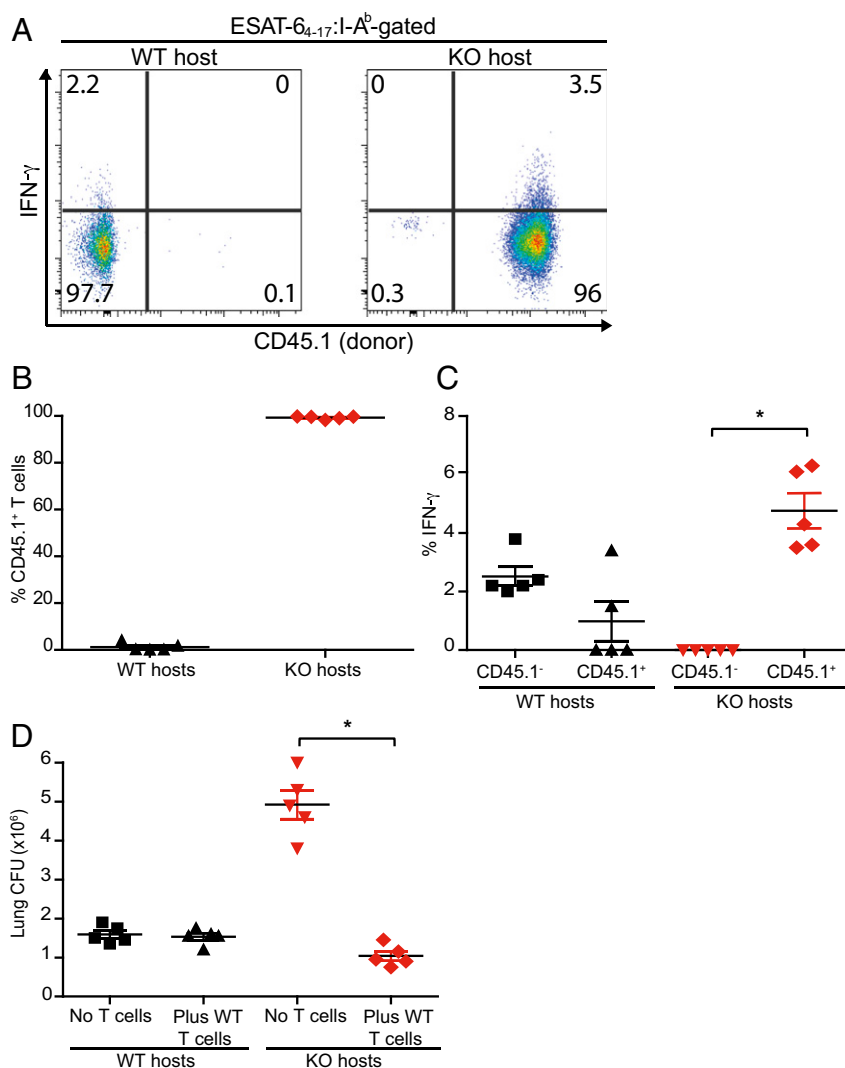 A
ESAT-6₄₋₁₇:I-Aᵇ-gated
WT host
KO host
2.2
0
97.7
0.1
0
3.5
0.3
96
IFN-γ
CD45.1 (donor)
B
% CD45.1⁺ T cells
100
80
60
40
20
0
WT hosts
KO hosts
C
*
% IFN-γ
8
6
4
2
0
CD45.1⁻
CD45.1⁺
CD45.1⁻
CD45.1⁺
WT hosts
KO hosts
D
*
Lung CFU (x10⁶)
6
5
4
3
2
1
0
No T cells
Plus WT
T cells
No T cells
Plus WT
T cells
WT hosts
KO hosts